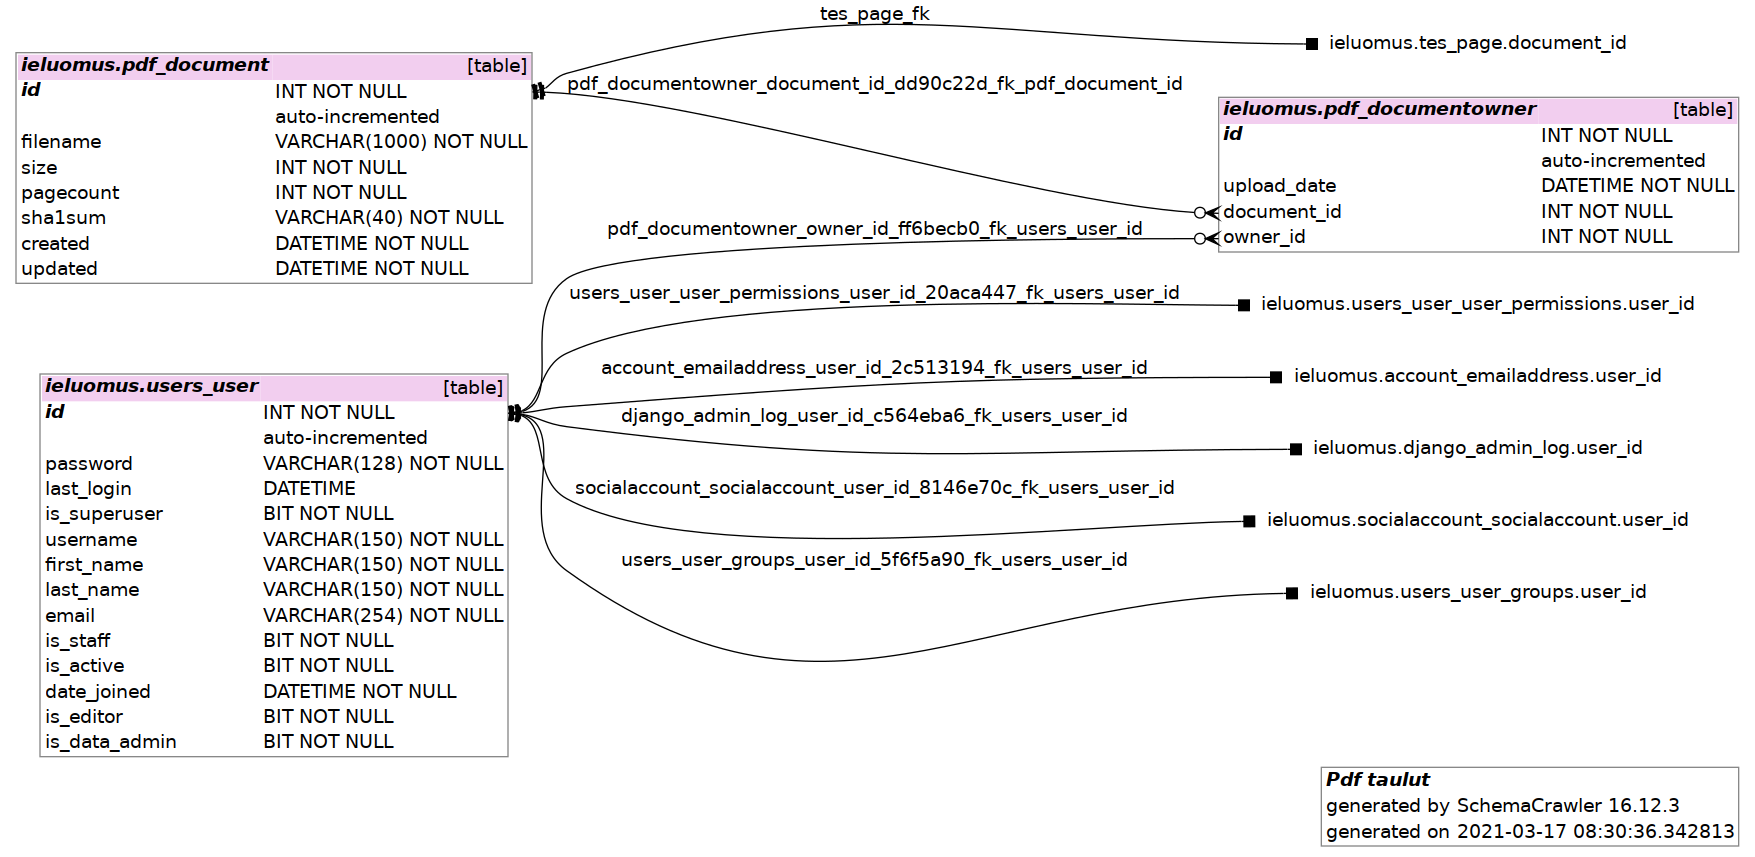 tes_page_fk
ieluomus.tes_page.document_id
ieluomus.pdf_document [table]
id INT NOT NULL
auto-incremented
filename VARCHAR(1000) NOT NULL
size INT NOT NULL
pagecount INT NOT NULL
sha1sum VARCHAR(40) NOT NULL
created DATETIME NOT NULL
updated DATETIME NOT NULL
pdf_documentowner_document_id_dd90c22d_fk_pdf_document_id
ieluomus.pdf_documentowner [table]
id INT NOT NULL
auto-incremented
upload_date DATETIME NOT NULL
document_id INT NOT NULL
owner_id INT NOT NULL
pdf_documentowner_owner_id_ff6becb0_fk_users_user_id
users_user_user_permissions_user_id_20aca447_fk_users_user_id
ieluomus.users_user_user_permissions.user_id
account_emailaddress_user_id_2c513194_fk_users_user_id
ieluomus.account_emailaddress.user_id
django_admin_log_user_id_c564eba6_fk_users_user_id
ieluomus.django_admin_log.user_id
socialaccount_socialaccount_user_id_8146e70c_fk_users_user_id
ieluomus.socialaccount_socialaccount.user_id
users_user_groups_user_id_5f6f5a90_fk_users_user_id
ieluomus.users_user_groups.user_id
ieluomus.users_user [table]
id INT NOT NULL
auto-incremented
password VARCHAR(128) NOT NULL
last_login DATETIME
is_superuser BIT NOT NULL
username VARCHAR(150) NOT NULL
first_name VARCHAR(150) NOT NULL
last_name VARCHAR(150) NOT NULL
email VARCHAR(254) NOT NULL
is_staff BIT NOT NULL
is_active BIT NOT NULL
date_joined DATETIME NOT NULL
is_editor BIT NOT NULL
is_data_admin BIT NOT NULL
Pdf taulut
generated by SchemaCrawler 16.12.3
generated on 2021-03-17 08:30:36.342813